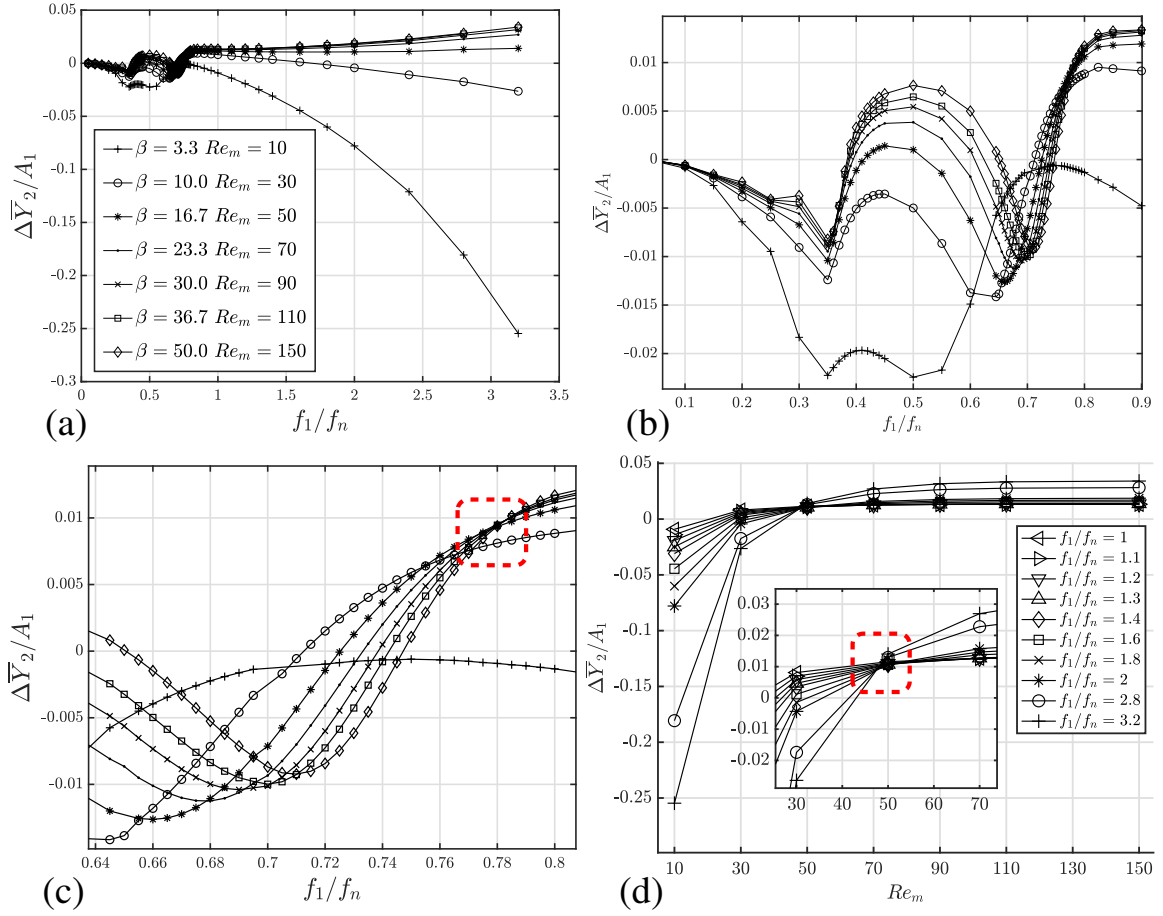 0.05
0
-0.05
-0.1
-0.15
-0.2
-0.25
-0.3
ΔY̅₂/A₁
β = 3.3 Reₘ = 10
β = 10.0 Reₘ = 30
β = 16.7 Reₘ = 50
β = 23.3 Reₘ = 70
β = 30.0 Reₘ = 90
β = 36.7 Reₘ = 110
β = 50.0 Reₘ = 150
0 0.5 1 1.5 2 2.5 3 3.5
(a) f₁/fₙ
0.01
0.005
0
-0.005
-0.01
-0.015
-0.02
ΔY̅₂/A₁
0.1 0.2 0.3 0.4 0.5 0.6 0.7 0.8 0.9
(b) f₁/fₙ
0.01
0.005
0
-0.005
-0.01
-0.015
ΔY̅₂/A₁
0.64 0.66 0.68 0.7 0.72 0.74 0.76 0.78 0.8
(c) f₁/fₙ
0.05
0
-0.05
-0.1
-0.15
-0.2
-0.25
ΔY̅₂/A₁
f₁/fₙ = 1
f₁/fₙ = 1.1
f₁/fₙ = 1.2
f₁/fₙ = 1.3
f₁/fₙ = 1.4
f₁/fₙ = 1.6
f₁/fₙ = 1.8
f₁/fₙ = 2
f₁/fₙ = 2.8
f₁/fₙ = 3.2
0.03
0.02
0.01
0
-0.01
-0.02
30 40 50 60 70
10 30 50 70 90 110 130 150
(d) Reₘ